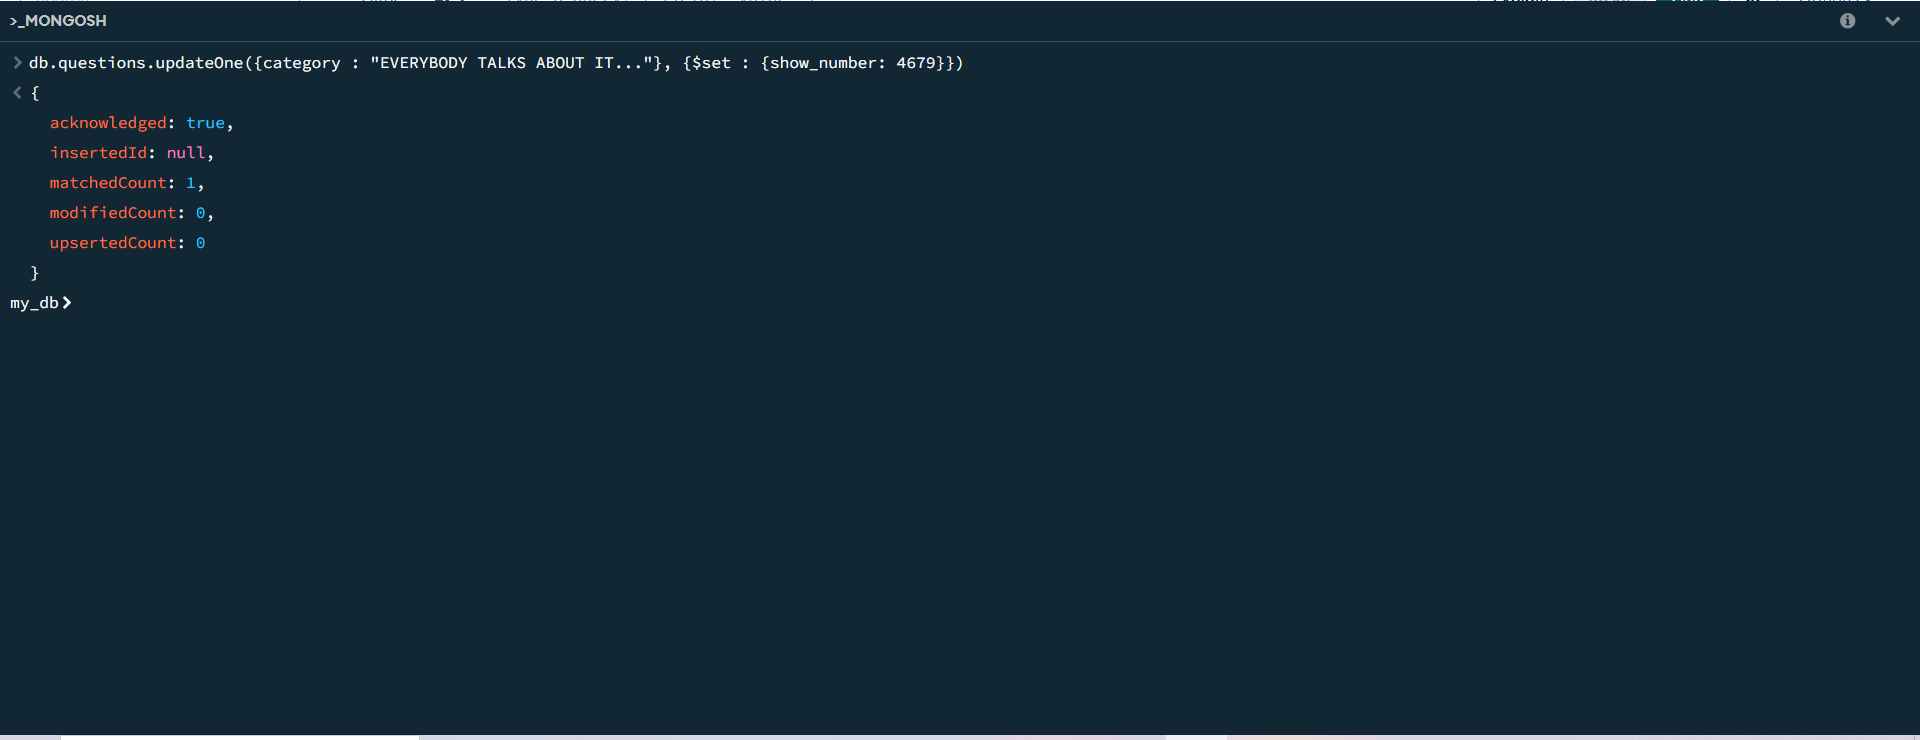 >_MONGOSH
> db.questions.updateOne({category : "EVERYBODY TALKS ABOUT IT..."}, {$set : {show_number: 4679}})
< {
acknowledged: true,
insertedId: null,
matchedCount: 1,
modifiedCount: 0,
upsertedCount: 0
}
my_db>